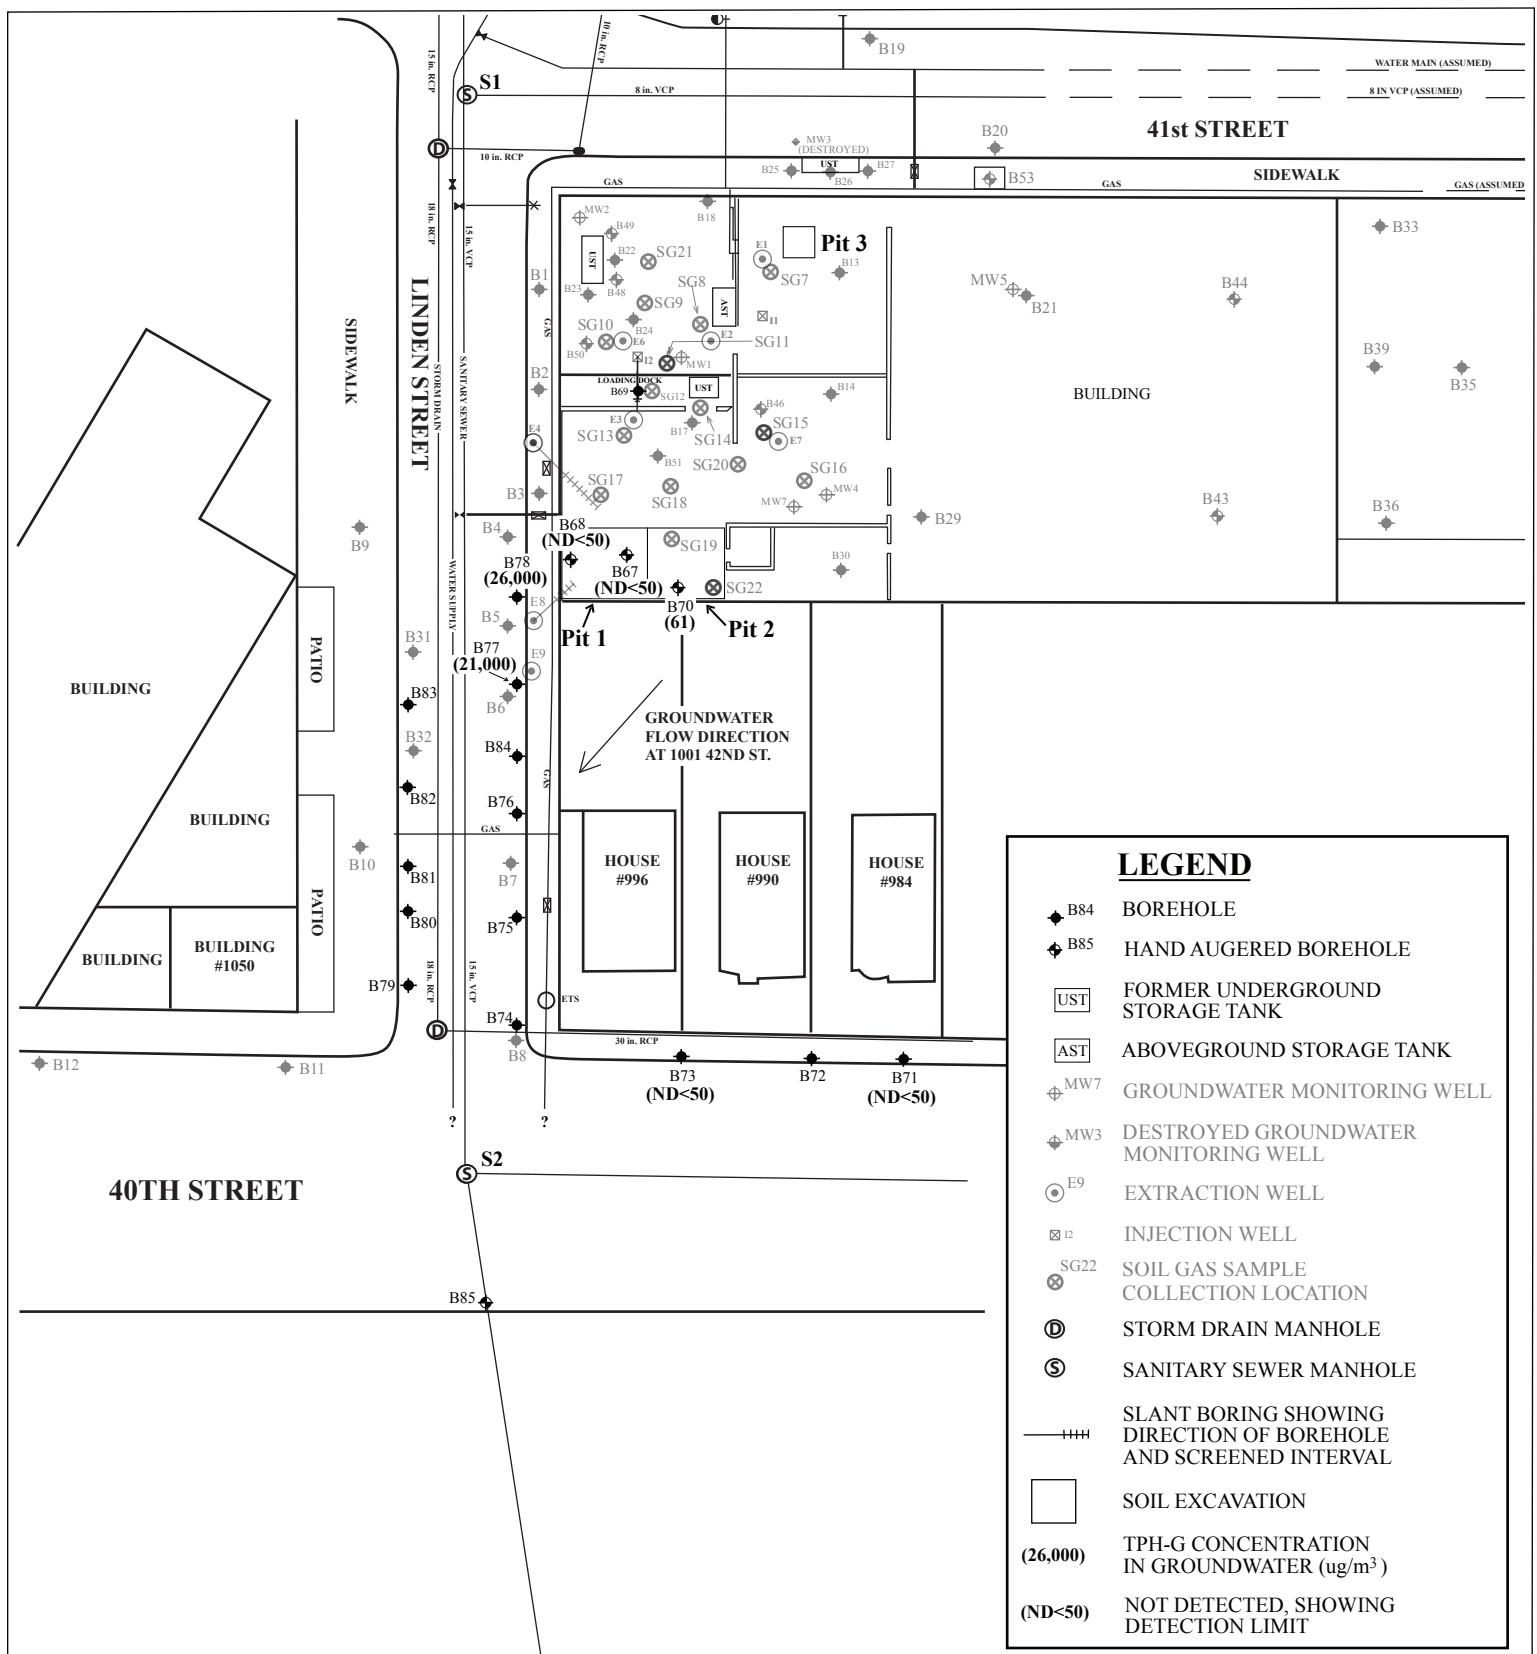 10 in. RCP
15 in. RCP
B19
WATER MAIN (ASSUMED)
S1
S
8 in. VCP
8 IN VCP (ASSUMED)
41st STREET
B20
MW3
(DESTROYED)
D
10 in. RCP
B25
UST
B26
B27
B53
SIDEWALK
GAS
GAS
GAS (ASSUMED
18 in. RCP
15 in. VCP
MW2
B18
B49
B33
UST
B22
SG21
E1
Pit 3
B1
B23
B48
SG8
SG7
B13
MW5
B21
B44
LINDEN STREET
SIDEWALK
STORM DRAIN
SANITARY SEWER
GAS
SG9
AST
I1
SG10
B24
E6
E2
SG11
B50
I2
MW1
B39
B35
B2
LOADING DOCK
B69
SG12
UST
B14
BUILDING
B46
E4
E3
SG13
B17
SG14
SG15
E7
B51
SG20
SG16
B3
SG17
SG18
MW7
MW4
B9
B4
B68
(ND<50)
B29
B43
B36
SG19
WATER SUPPLY
B78
(26,000)
B67
(ND<50)
B30
SG22
E8
B70
(61)
B5
Pit 1
Pit 2
B31
PATIO
B77
(21,000)
E9
BUILDING
B83
B6
GROUNDWATER
FLOW DIRECTION
AT 1001 42ND ST.
B32
B84
GAS
B82
B76
BUILDING
GAS
B10
B81
B7
HOUSE
#996
HOUSE
#990
HOUSE
#984
PATIO
B80
B75
BUILDING
BUILDING
#1050
18 in. RCP
15 in. VCP
B79
ETS
B74
D
B8
30 in. RCP
B12
B11
B73
(ND<50)
B72
B71
(ND<50)
?
?
S
S2
40TH STREET
B85
LEGEND
B84 BOREHOLE
B85 HAND AUGERED BOREHOLE
UST FORMER UNDERGROUND
STORAGE TANK
AST ABOVEGROUND STORAGE TANK
MW7 GROUNDWATER MONITORING WELL
MW3 DESTROYED GROUNDWATER
MONITORING WELL
E9 EXTRACTION WELL
I2 INJECTION WELL
SG22 SOIL GAS SAMPLE
COLLECTION LOCATION
D STORM DRAIN MANHOLE
S SANITARY SEWER MANHOLE
SLANT BORING SHOWING
DIRECTION OF BOREHOLE
AND SCREENED INTERVAL
SOIL EXCAVATION
(26,000) TPH-G CONCENTRATION
IN GROUNDWATER (ug/m³)
(ND<50) NOT DETECTED, SHOWING
DETECTION LIMIT